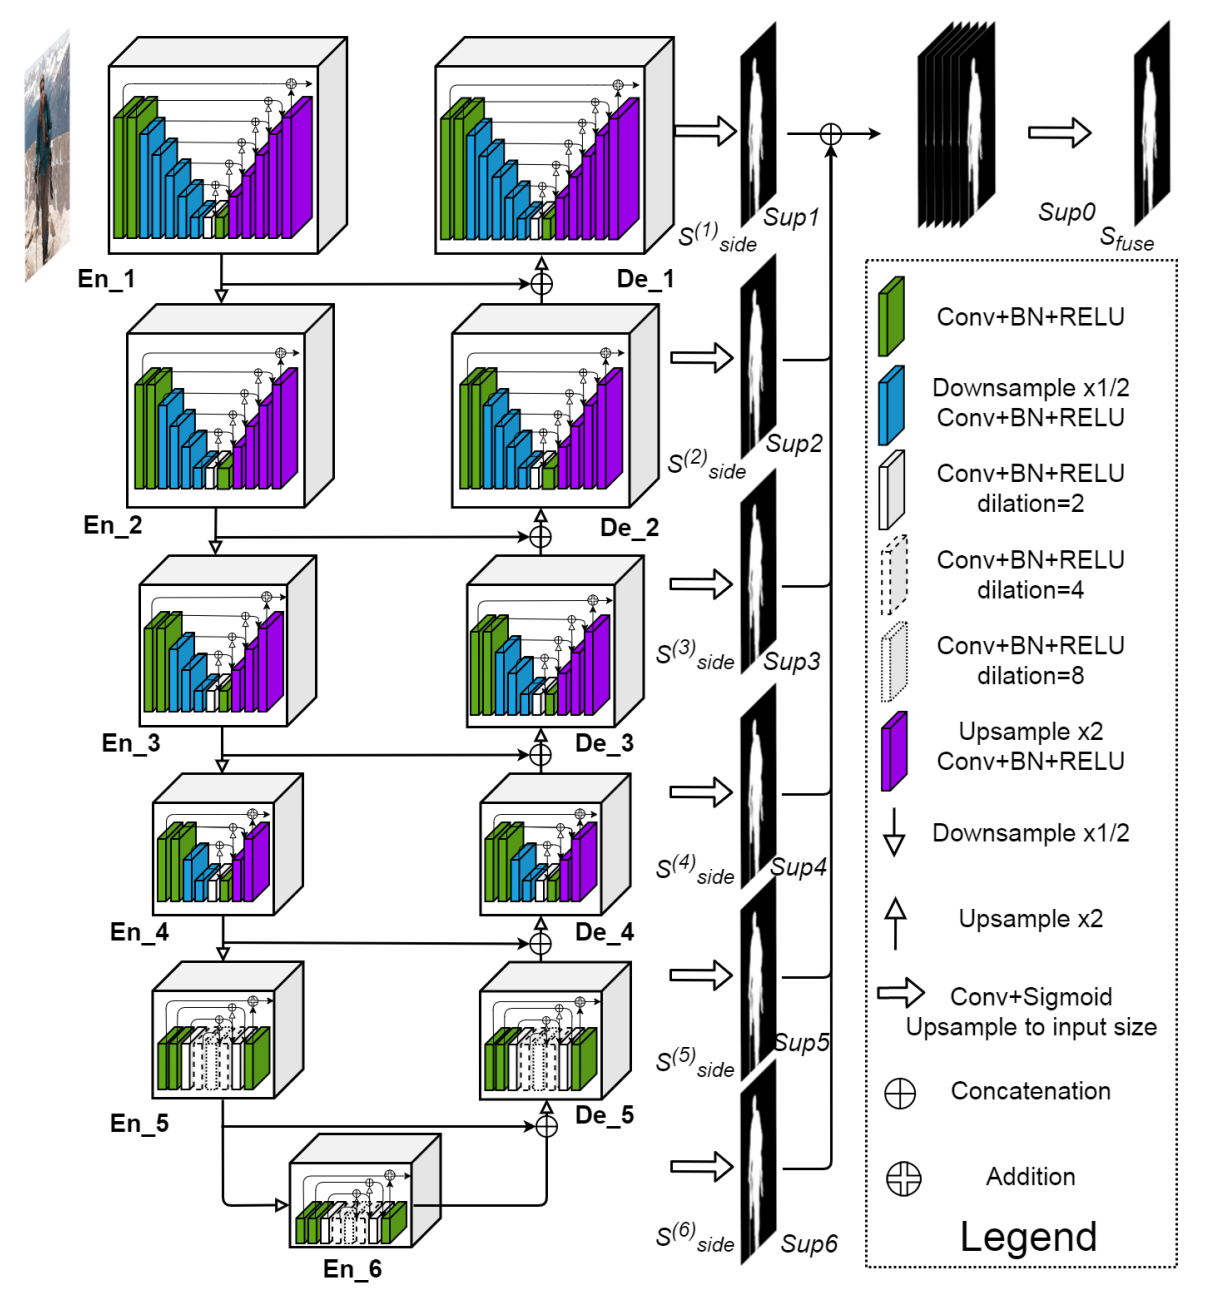 En_1
De_1
S(1)side
Sup1
Sup0
Sfuse
En_2
De_2
S(2)side
Sup2
En_3
De_3
S(3)side
Sup3
En_4
De_4
S(4)side
Sup4
En_5
De_5
S(5)side
Sup5
En_6
S(6)side
Sup6
Conv+BN+RELU
Downsample x1/2
Conv+BN+RELU
Conv+BN+RELU
dilation=2
Conv+BN+RELU
dilation=4
Conv+BN+RELU
dilation=8
Upsample x2
Conv+BN+RELU
Downsample x1/2
Upsample x2
Conv+Sigmoid
Upsample to input size
Concatenation
Addition
Legend